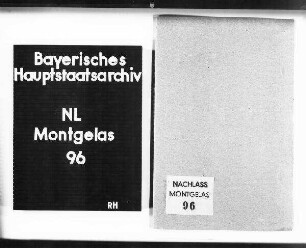 Bayerisches
Hauptstaatsarchiv
NL
Montgelas
96
RH
NACHLASS
MONTGELAS
96